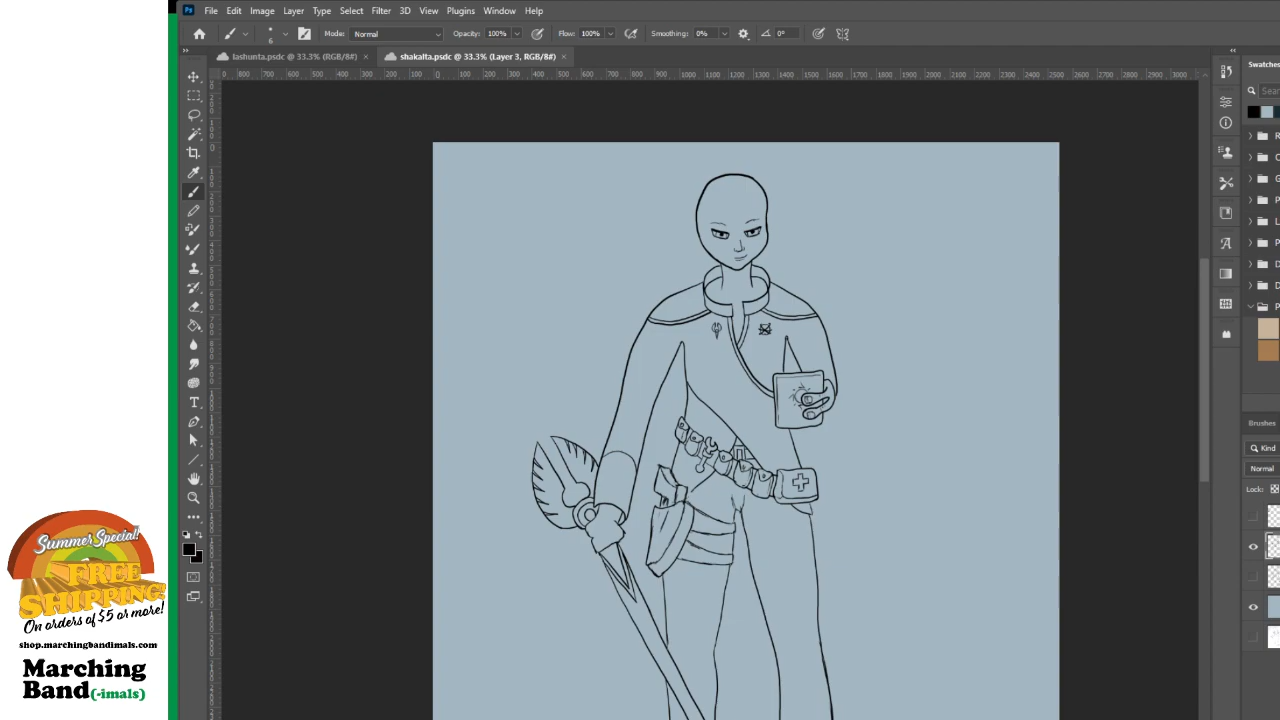 File Edit Image Layer Type Select Filter 3D View Plugins Window Help
6 Mode: Normal Opacity: 100% Flow: 100% Smoothing: 0% 0°
lashunta.psdc @ 33.3% (RGB/8#) × shakalta.psdc @ 33.3% (Layer 3, RGB/8#) ×
Swatches
Brushes
Kind
Normal
Lock:
Summer Special!
FREE
SHIPPING!
On orders of $5 or more!
shop.marchingbandimals.com
Marching
Band(-imals)